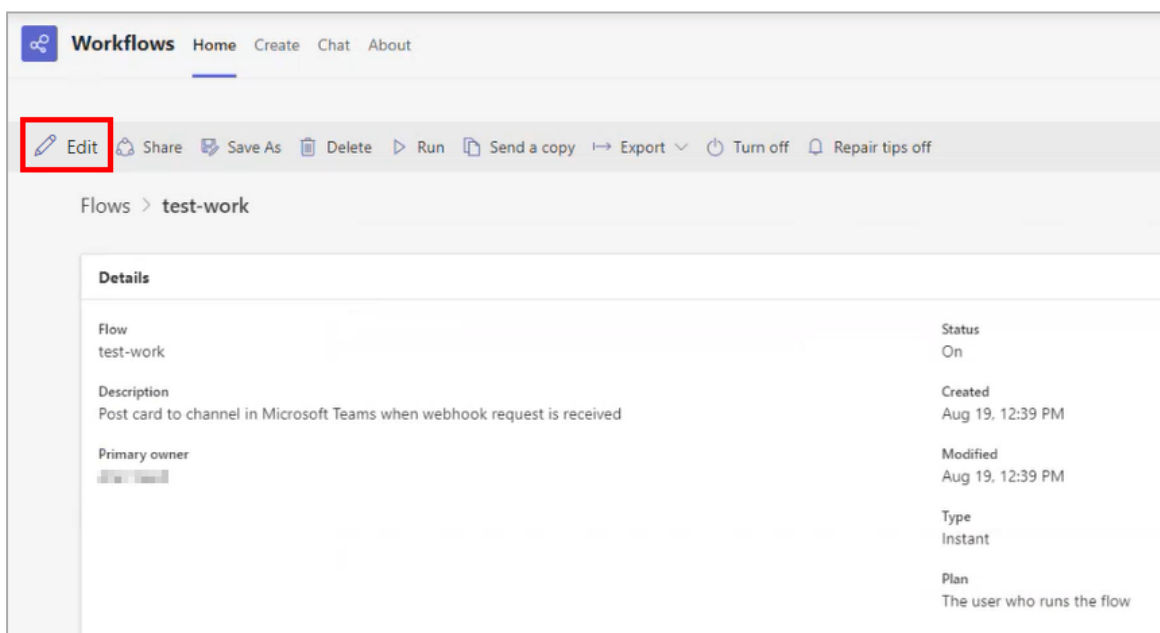 Workflows Home Create Chat About
Edit Share Save As Delete Run Send a copy Export Turn off Repair tips off
Flows > test-work
Details
Flow
test-work
Description
Post card to channel in Microsoft Teams when webhook request is received
Primary owner
Status
On
Created
Aug 19, 12:39 PM
Modified
Aug 19, 12:39 PM
Type
Instant
Plan
The user who runs the flow